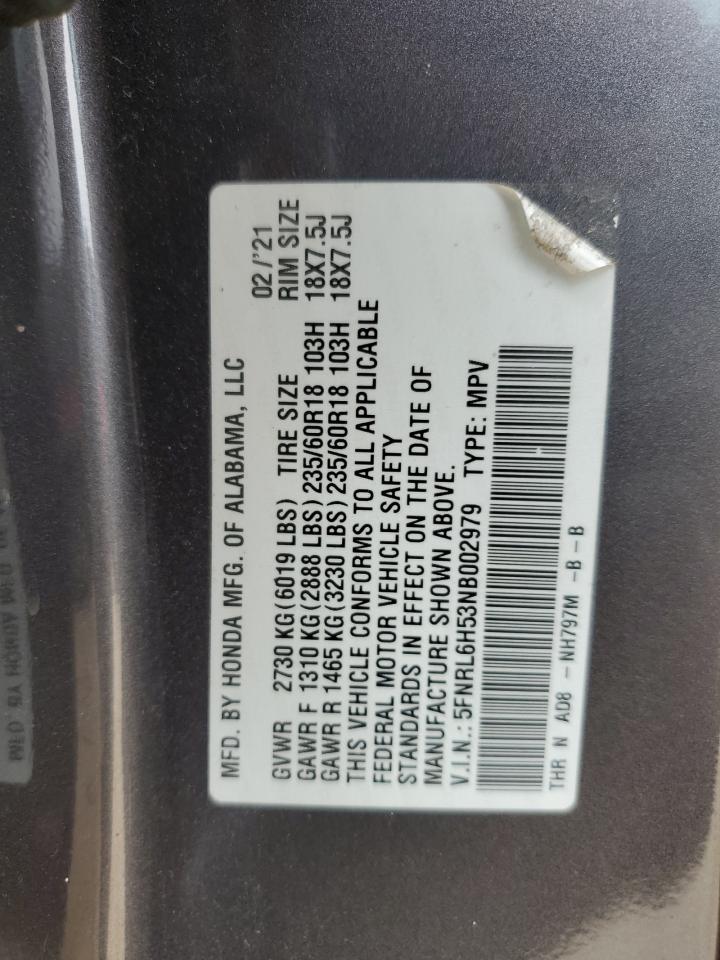 MFD. BY HONDA MFG. OF ALABAMA, LLC
02/'21
GVWR 2730 KG(6019 LBS) TIRE SIZE RIM SIZE
GAWR F 1310 KG(2888 LBS)235/60R18 103H 18X7.5J
GAWR R 1465 KG(3230 LBS)235/60R18 103H 18X7.5J
THIS VEHICLE CONFORMS TO ALL APPLICABLE
FEDERAL MOTOR VEHICLE SAFETY
STANDARDS IN EFFECT ON THE DATE OF
MANUFACTURE SHOWN ABOVE.
V.I.N.: 5FNRL6H53NB002979 TYPE: MPV
THR N AD8 -NH797M -B -B